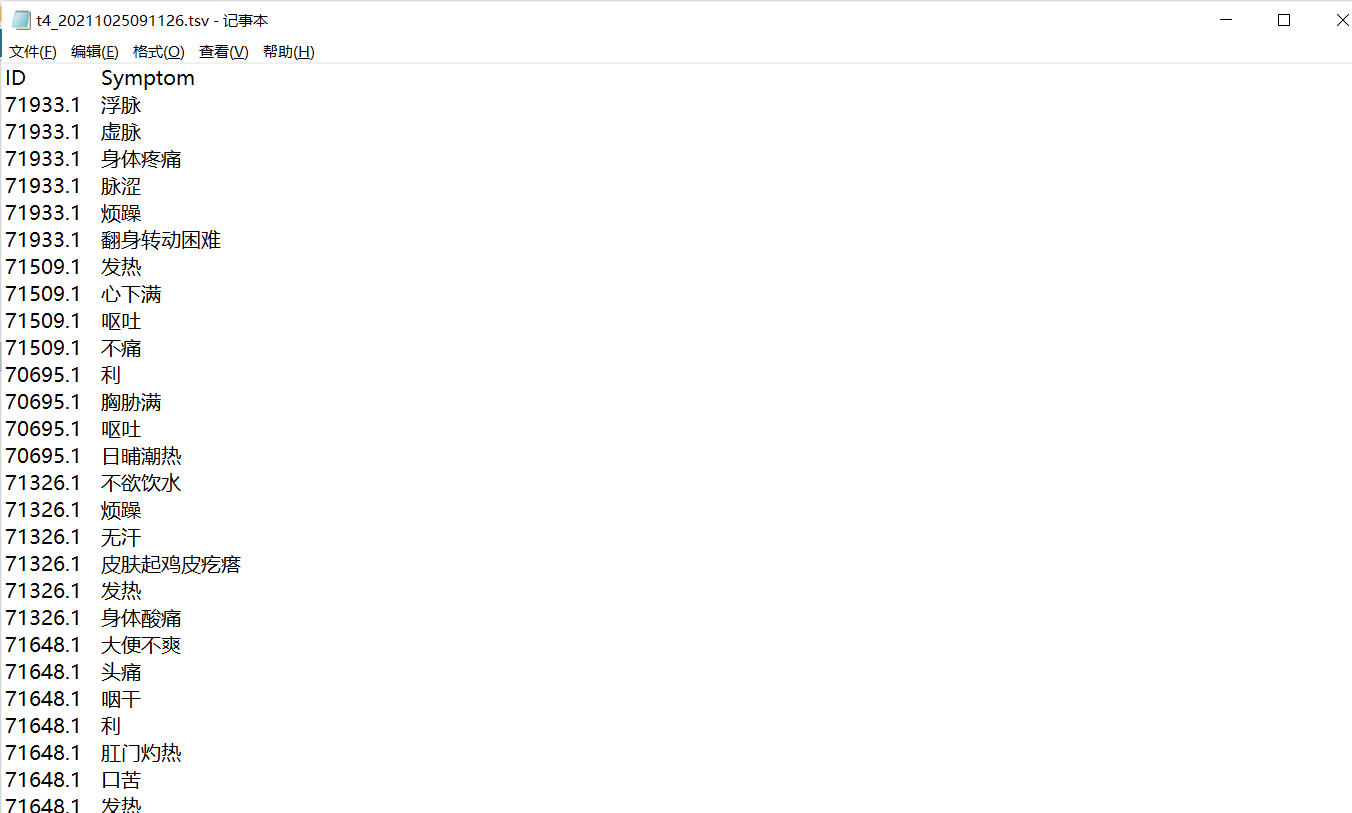 t4_20211025091126.tsv - 记事本
文件(F) 编辑(E) 格式(O) 查看(V) 帮助(H)
ID Symptom
71933.1 浮脉
71933.1 虚脉
71933.1 身体疼痛
71933.1 脉涩
71933.1 烦躁
71933.1 翻身转动困难
71509.1 发热
71509.1 心下满
71509.1 呕吐
71509.1 不痛
70695.1 利
70695.1 胸胁满
70695.1 呕吐
70695.1 日晡潮热
71326.1 不欲饮水
71326.1 烦躁
71326.1 无汗
71326.1 皮肤起鸡皮疙瘩
71326.1 发热
71326.1 身体酸痛
71648.1 大便不爽
71648.1 头痛
71648.1 咽干
71648.1 利
71648.1 肛门灼热
71648.1 口苦
71648.1 发热